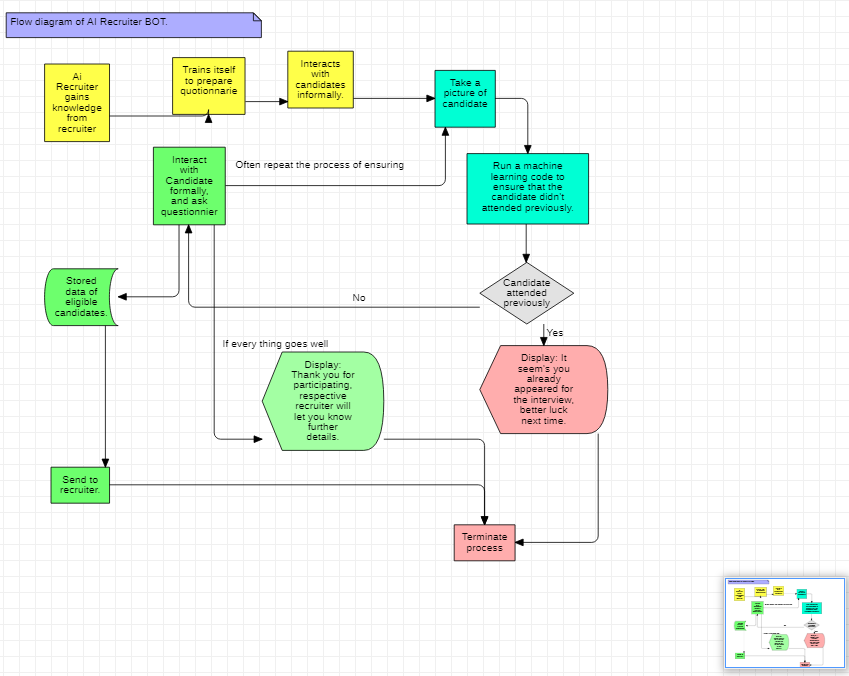 Flow diagram of AI Recruiter BOT.
Ai
Recruiter
gains
knowledge
from
recruiter
Trains itself
to prepare
quotionnarie
Interacts
with
candidates
informally.
Take a
picture of
candidate
Interact
with
Candidate
formally,
and ask
questionnier
Often repeat the process of ensuring
Run a machine
learning code to
ensure that the
candidate didn't
attended previously.
Stored
data of
eligible
candidates.
No
Candidate
attended
previously
Yes
If every thing goes well
Display:
Thank you for
participating,
respective
recruiter will
let you know
further
details.
Display: It
seem's you
already
appeared for
the interview,
better luck
next time.
Send to
recruiter.
Terminate
process